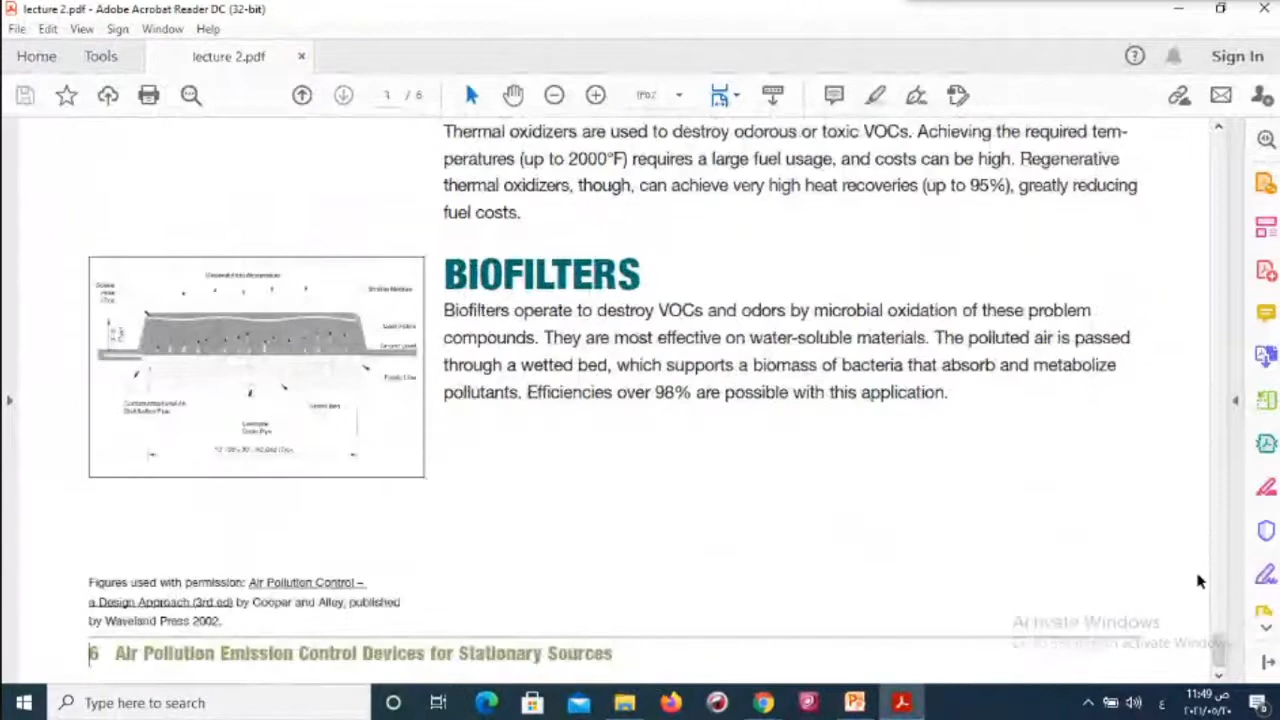 lecture 2.pdf - Adobe Acrobat Reader DC (32-bit)
File Edit View Sign Window Help
Home Tools lecture 2.pdf × Sign In
/ 6
Thermal oxidizers are used to destroy odorous or toxic VOCs. Achieving the required tem-
peratures (up to 2000°F) requires a large fuel usage, and costs can be high. Regenerative
thermal oxidizers, though, can achieve very high heat recoveries (up to 95%), greatly reducing
fuel costs.
BIOFILTERS
Biofilters operate to destroy VOCs and odors by microbial oxidation of these problem
compounds. They are most effective on water-soluble materials. The polluted air is passed
through a wetted bed, which supports a biomass of bacteria that absorb and metabolize
pollutants. Efficiencies over 98% are possible with this application.
Figures used with permission: Air Pollution Control –
a Design Approach (3rd ed) by Cooper and Alley, published
by Waveland Press 2002.
6 Air Pollution Emission Control Devices for Stationary Sources
Activate Windows
activate Windows
Type here to search
ع
11:49 ص